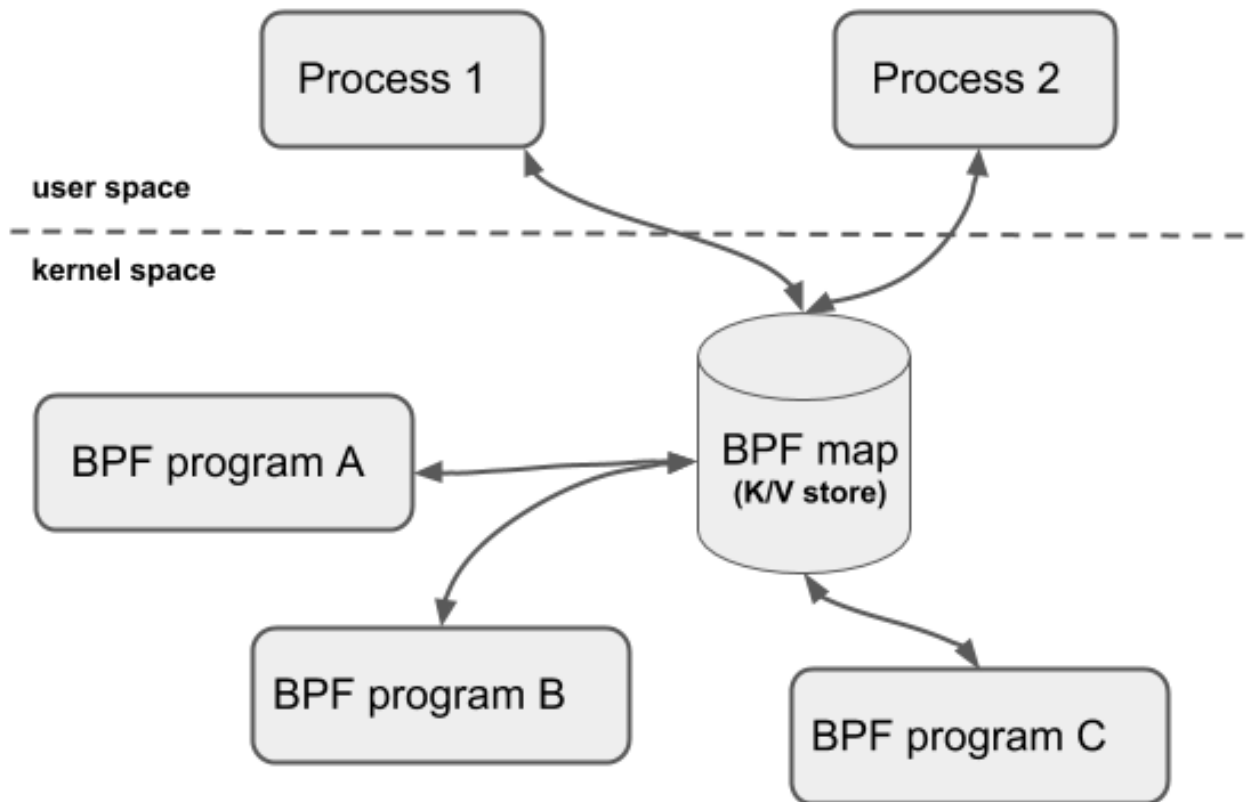 Process 1
Process 2
user space
kernel space
BPF program A
BPF map
(K/V store)
BPF program B
BPF program C